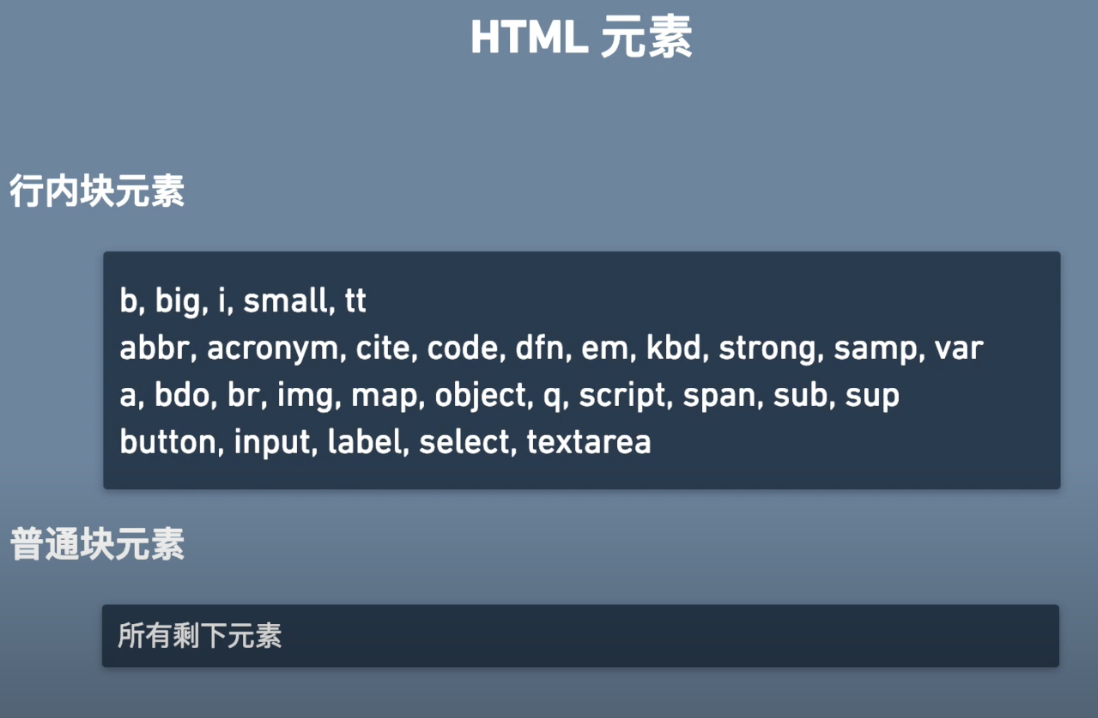 HTML 元素
行内块元素
b, big, i, small, tt
abbr, acronym, cite, code, dfn, em, kbd, strong, samp, var
a, bdo, br, img, map, object, q, script, span, sub, sup
button, input, label, select, textarea
普通块元素
所有剩下元素